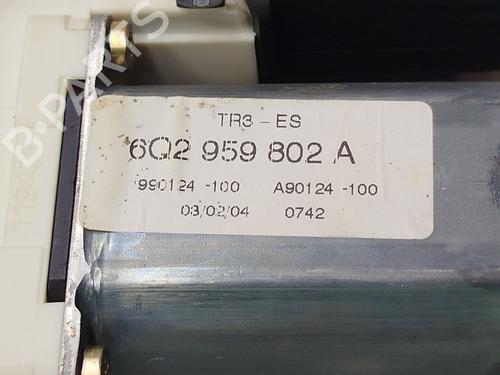 TR3 - ES
6Q2 959 802 A
990124 -100 A90124 -100
03/02/04 0742
B-PARTS